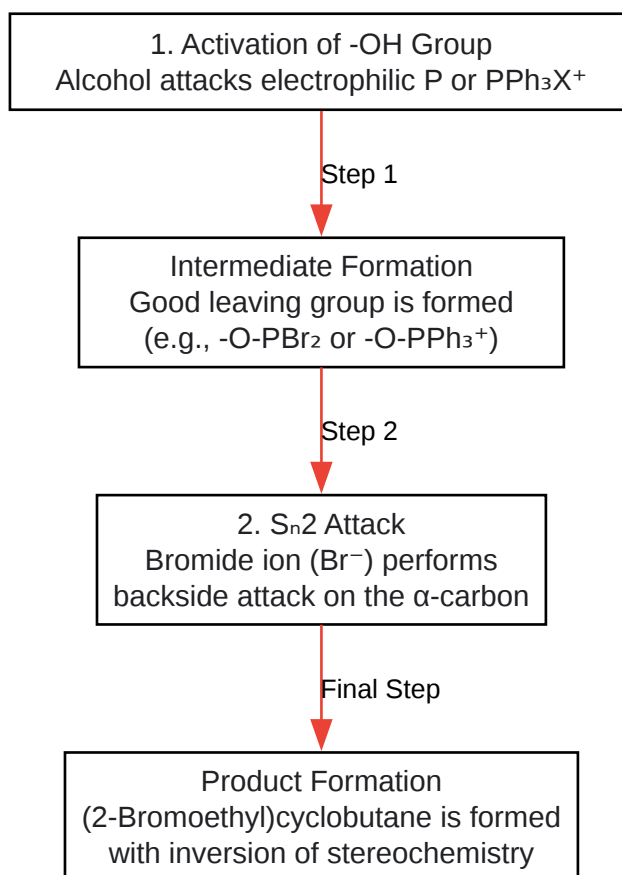 1. Activation of -OH Group
Alcohol attacks electrophilic P or PPh₃X⁺
Step 1
Intermediate Formation
Good leaving group is formed
(e.g., -O-PBr₂ or -O-PPh₃⁺)
Step 2
2. Sₙ2 Attack
Bromide ion (Br⁻) performs
backside attack on the α-carbon
Final Step
Product Formation
(2-Bromoethyl)cyclobutane is formed
with inversion of stereochemistry